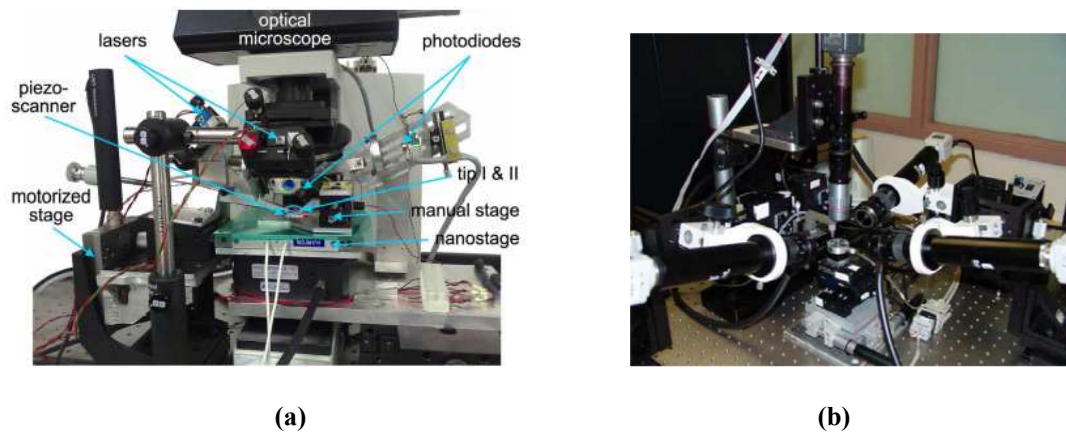 optical
microscope
lasers
photodiodes
piezo-
scanner
tip I & II
motorized
stage
manual stage
nanostage
(a)
(b)